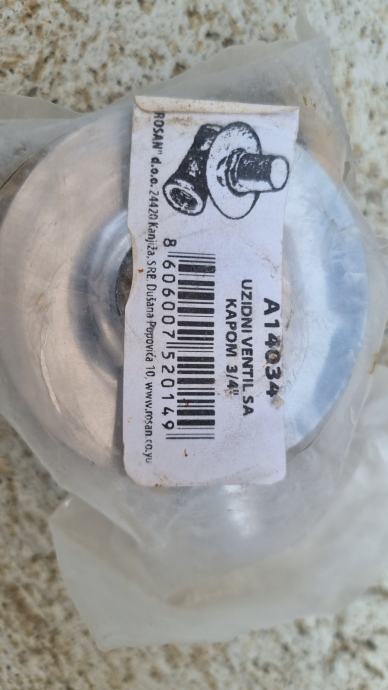 A14034
UZIDNI VENTIL SA
KAPOM 3/4"
8 606007 520149
ROSAN" d.o.o. 24420 Kanjiža, SRB, Dušana Popovića 10, www.rosan.co.yu